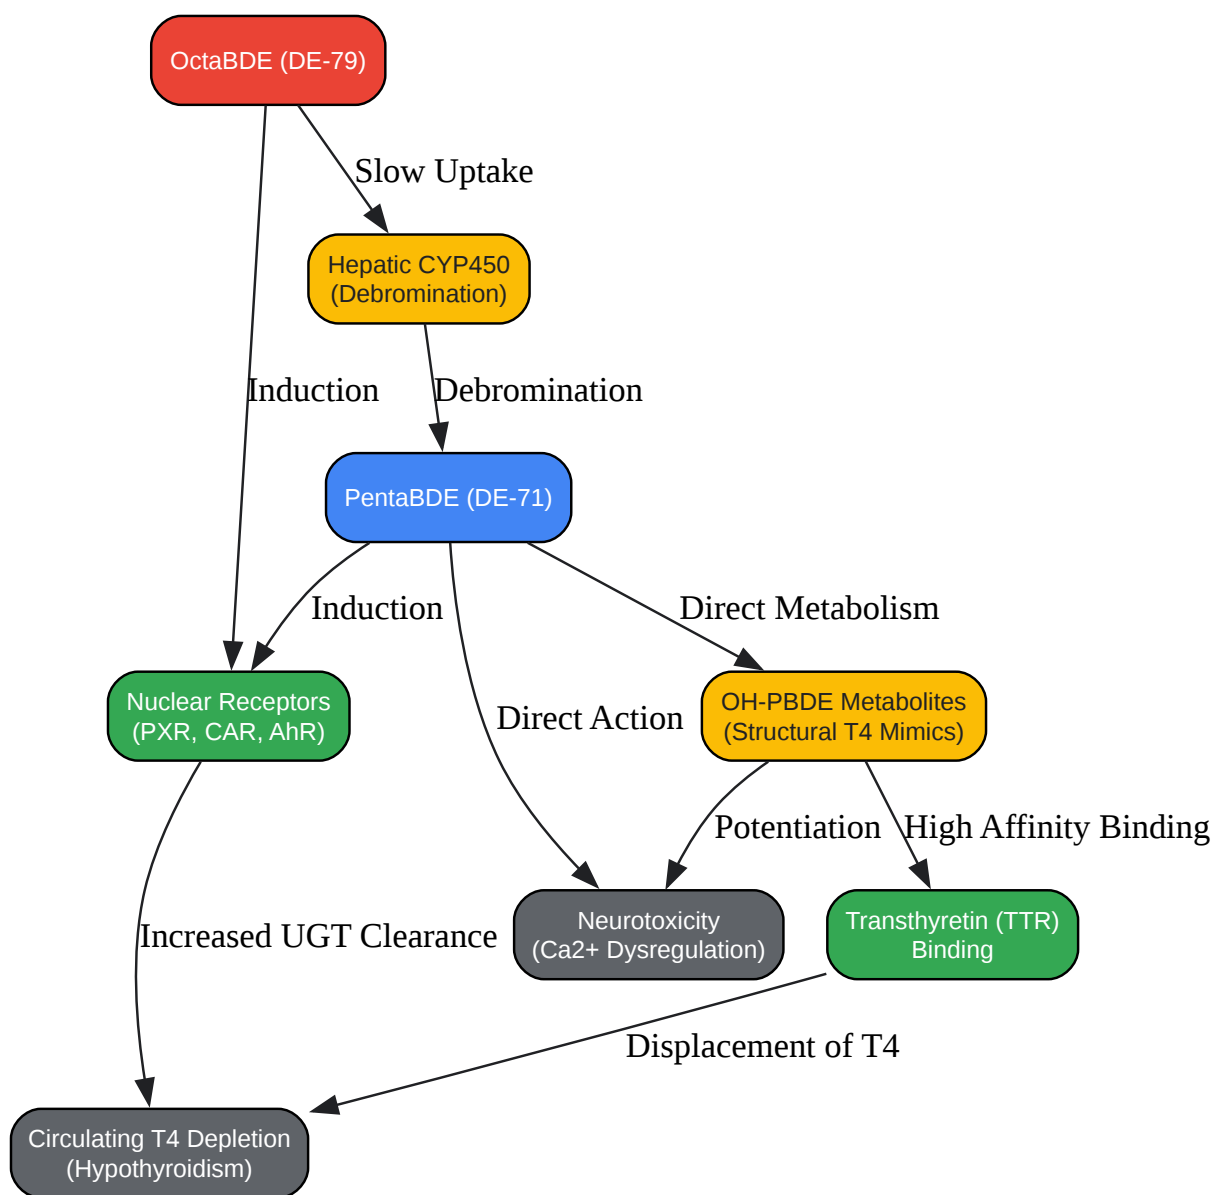 OctaBDE (DE-79)
Slow Uptake
Hepatic CYP450
(Debromination)
Induction
Debromination
PentaBDE (DE-71)
Induction
Direct Metabolism
Nuclear Receptors
(PXR, CAR, AhR)
Direct Action
OH-PBDE Metabolites
(Structural T4 Mimics)
Potentiation
High Affinity Binding
Increased UGT Clearance
Neurotoxicity
(Ca2+ Dysregulation)
Transthyretin (TTR)
Binding
Displacement of T4
Circulating T4 Depletion
(Hypothyroidism)